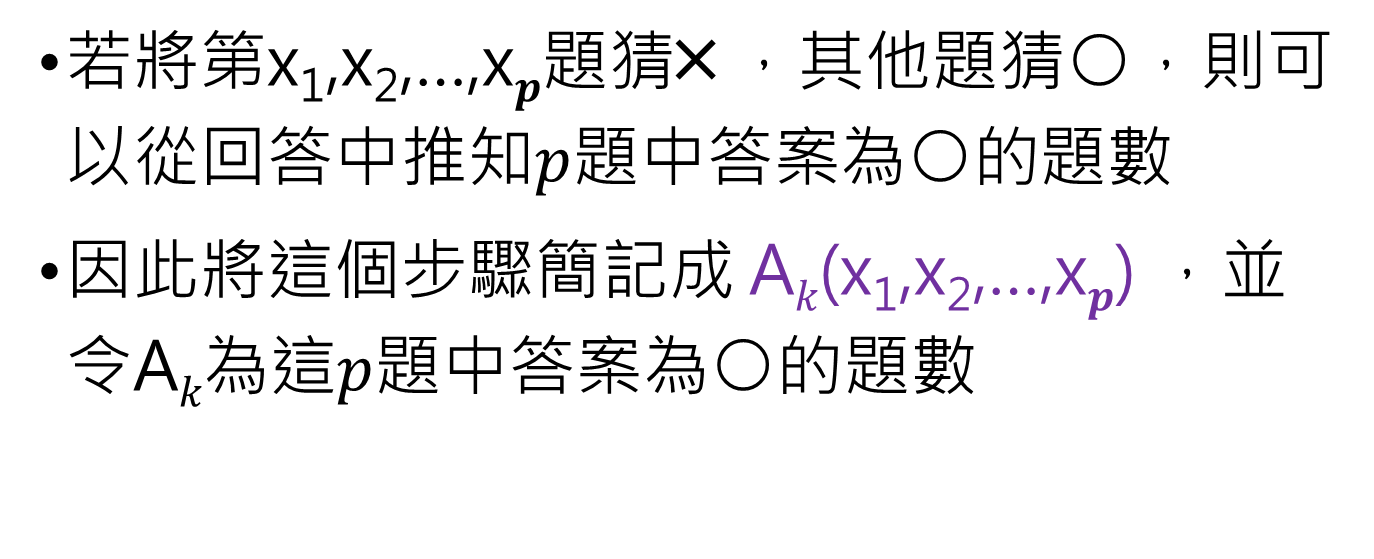 •若將第x₁,x₂,…,xₚ題猜✕，其他題猜〇，則可
以從回答中推知p題中答案為〇的題數
•因此將這個步驟簡記成 Aₖ(x₁,x₂,…,xₚ) ，並
令Aₖ為這p題中答案為〇的題數